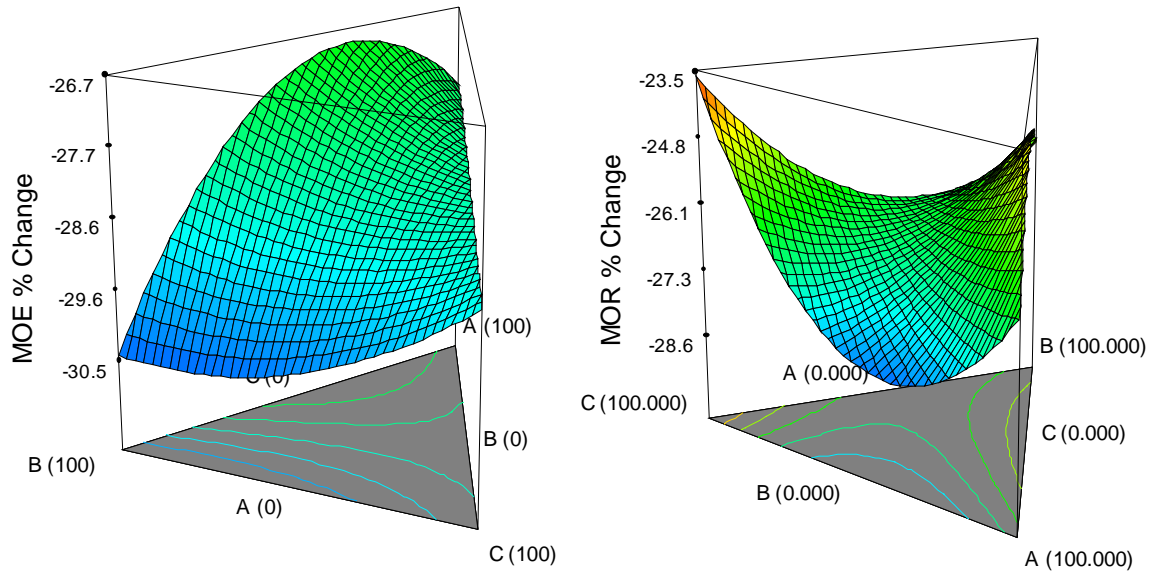 MOE % Change
-26.7
-27.7
-28.6
-29.6
-30.5
A (100)
C (0)
B (0)
B (100)
A (0)
C (100)
MOR % Change
-23.5
-24.8
-26.1
-27.3
-28.6
B (100.000)
A (0.000)
C (100.000)
C (0.000)
B (0.000)
A (100.000)